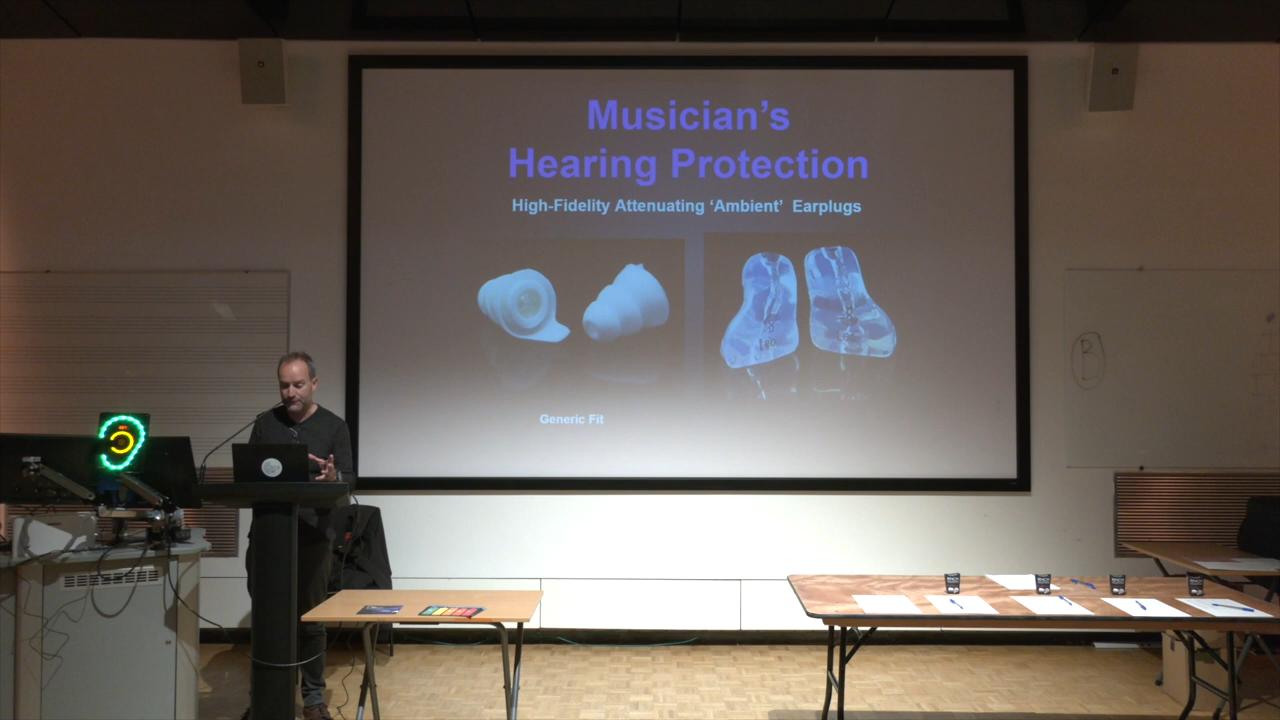 Musician’s
Hearing Protection
High-Fidelity Attenuating ‘Ambient’ Earplugs
Generic Fit
B